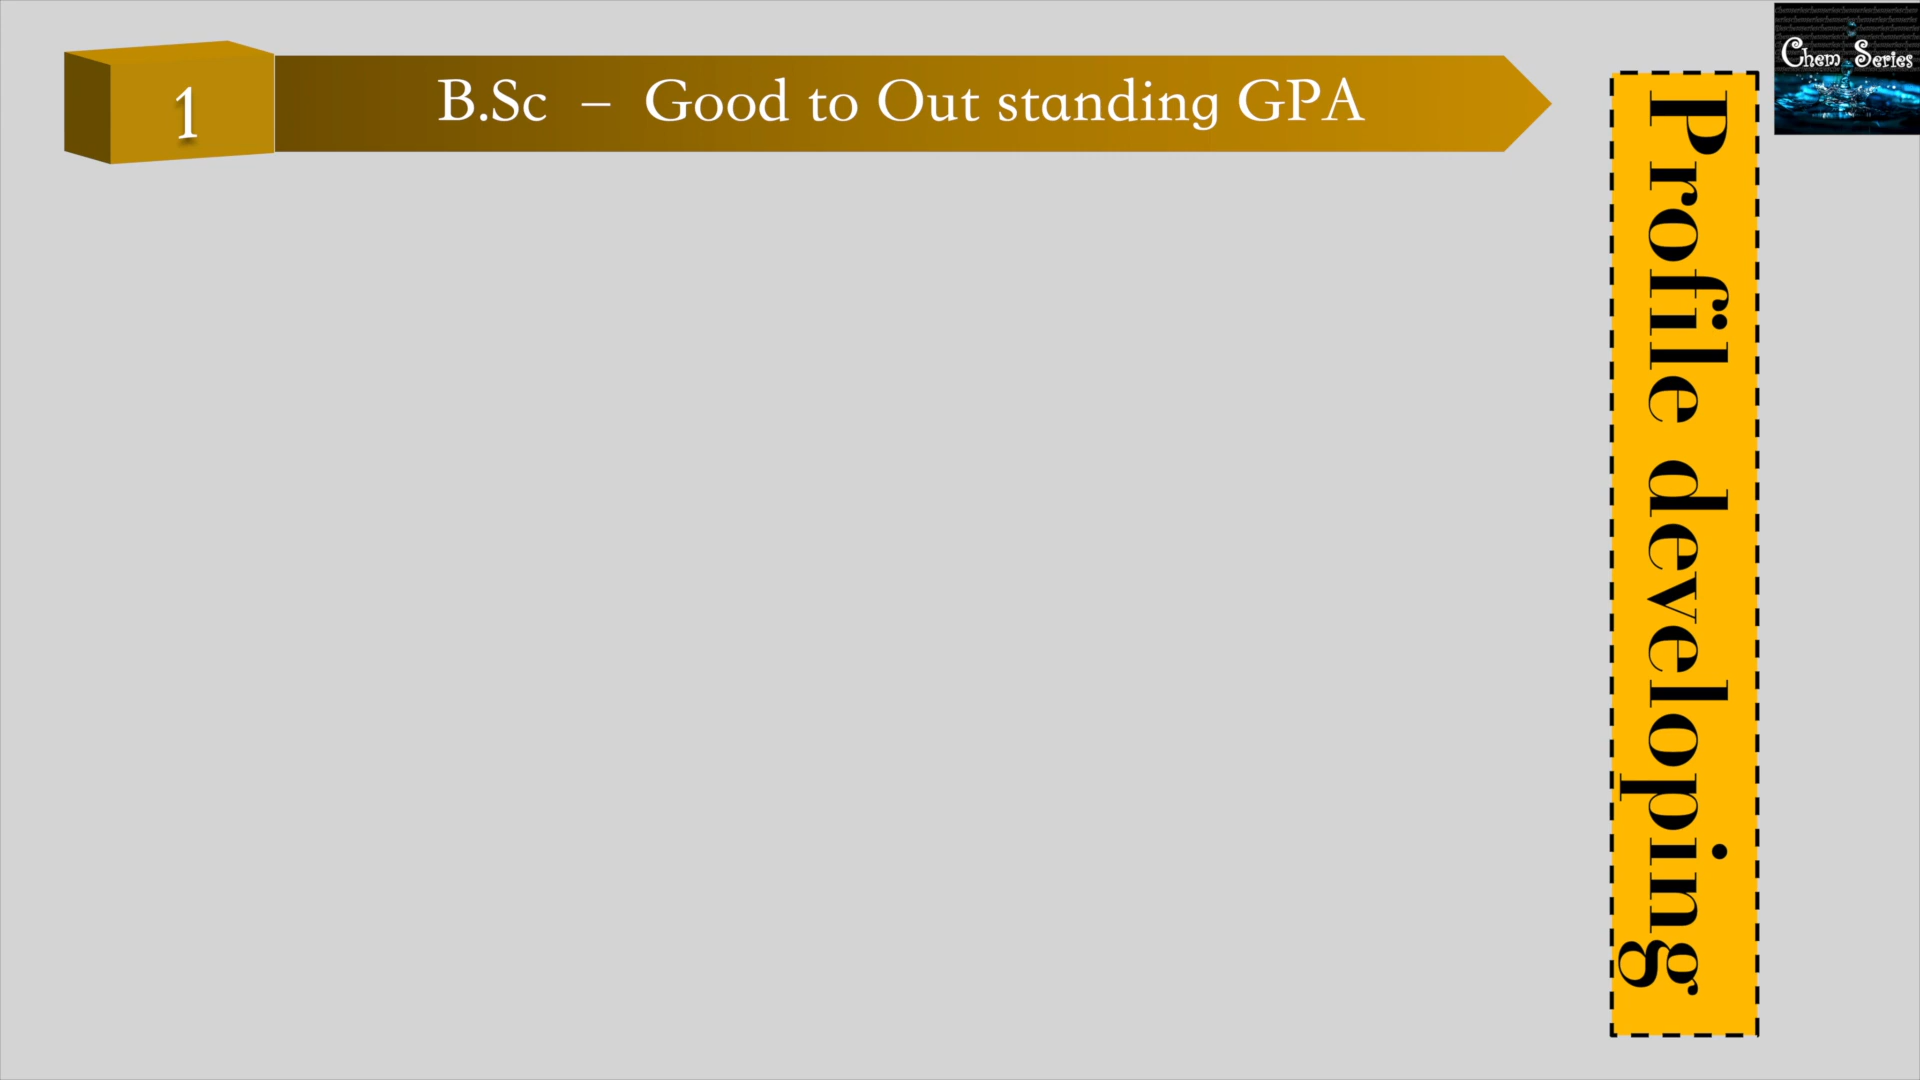 1
B.Sc – Good to Out standing GPA
Profile developing
Chem Series